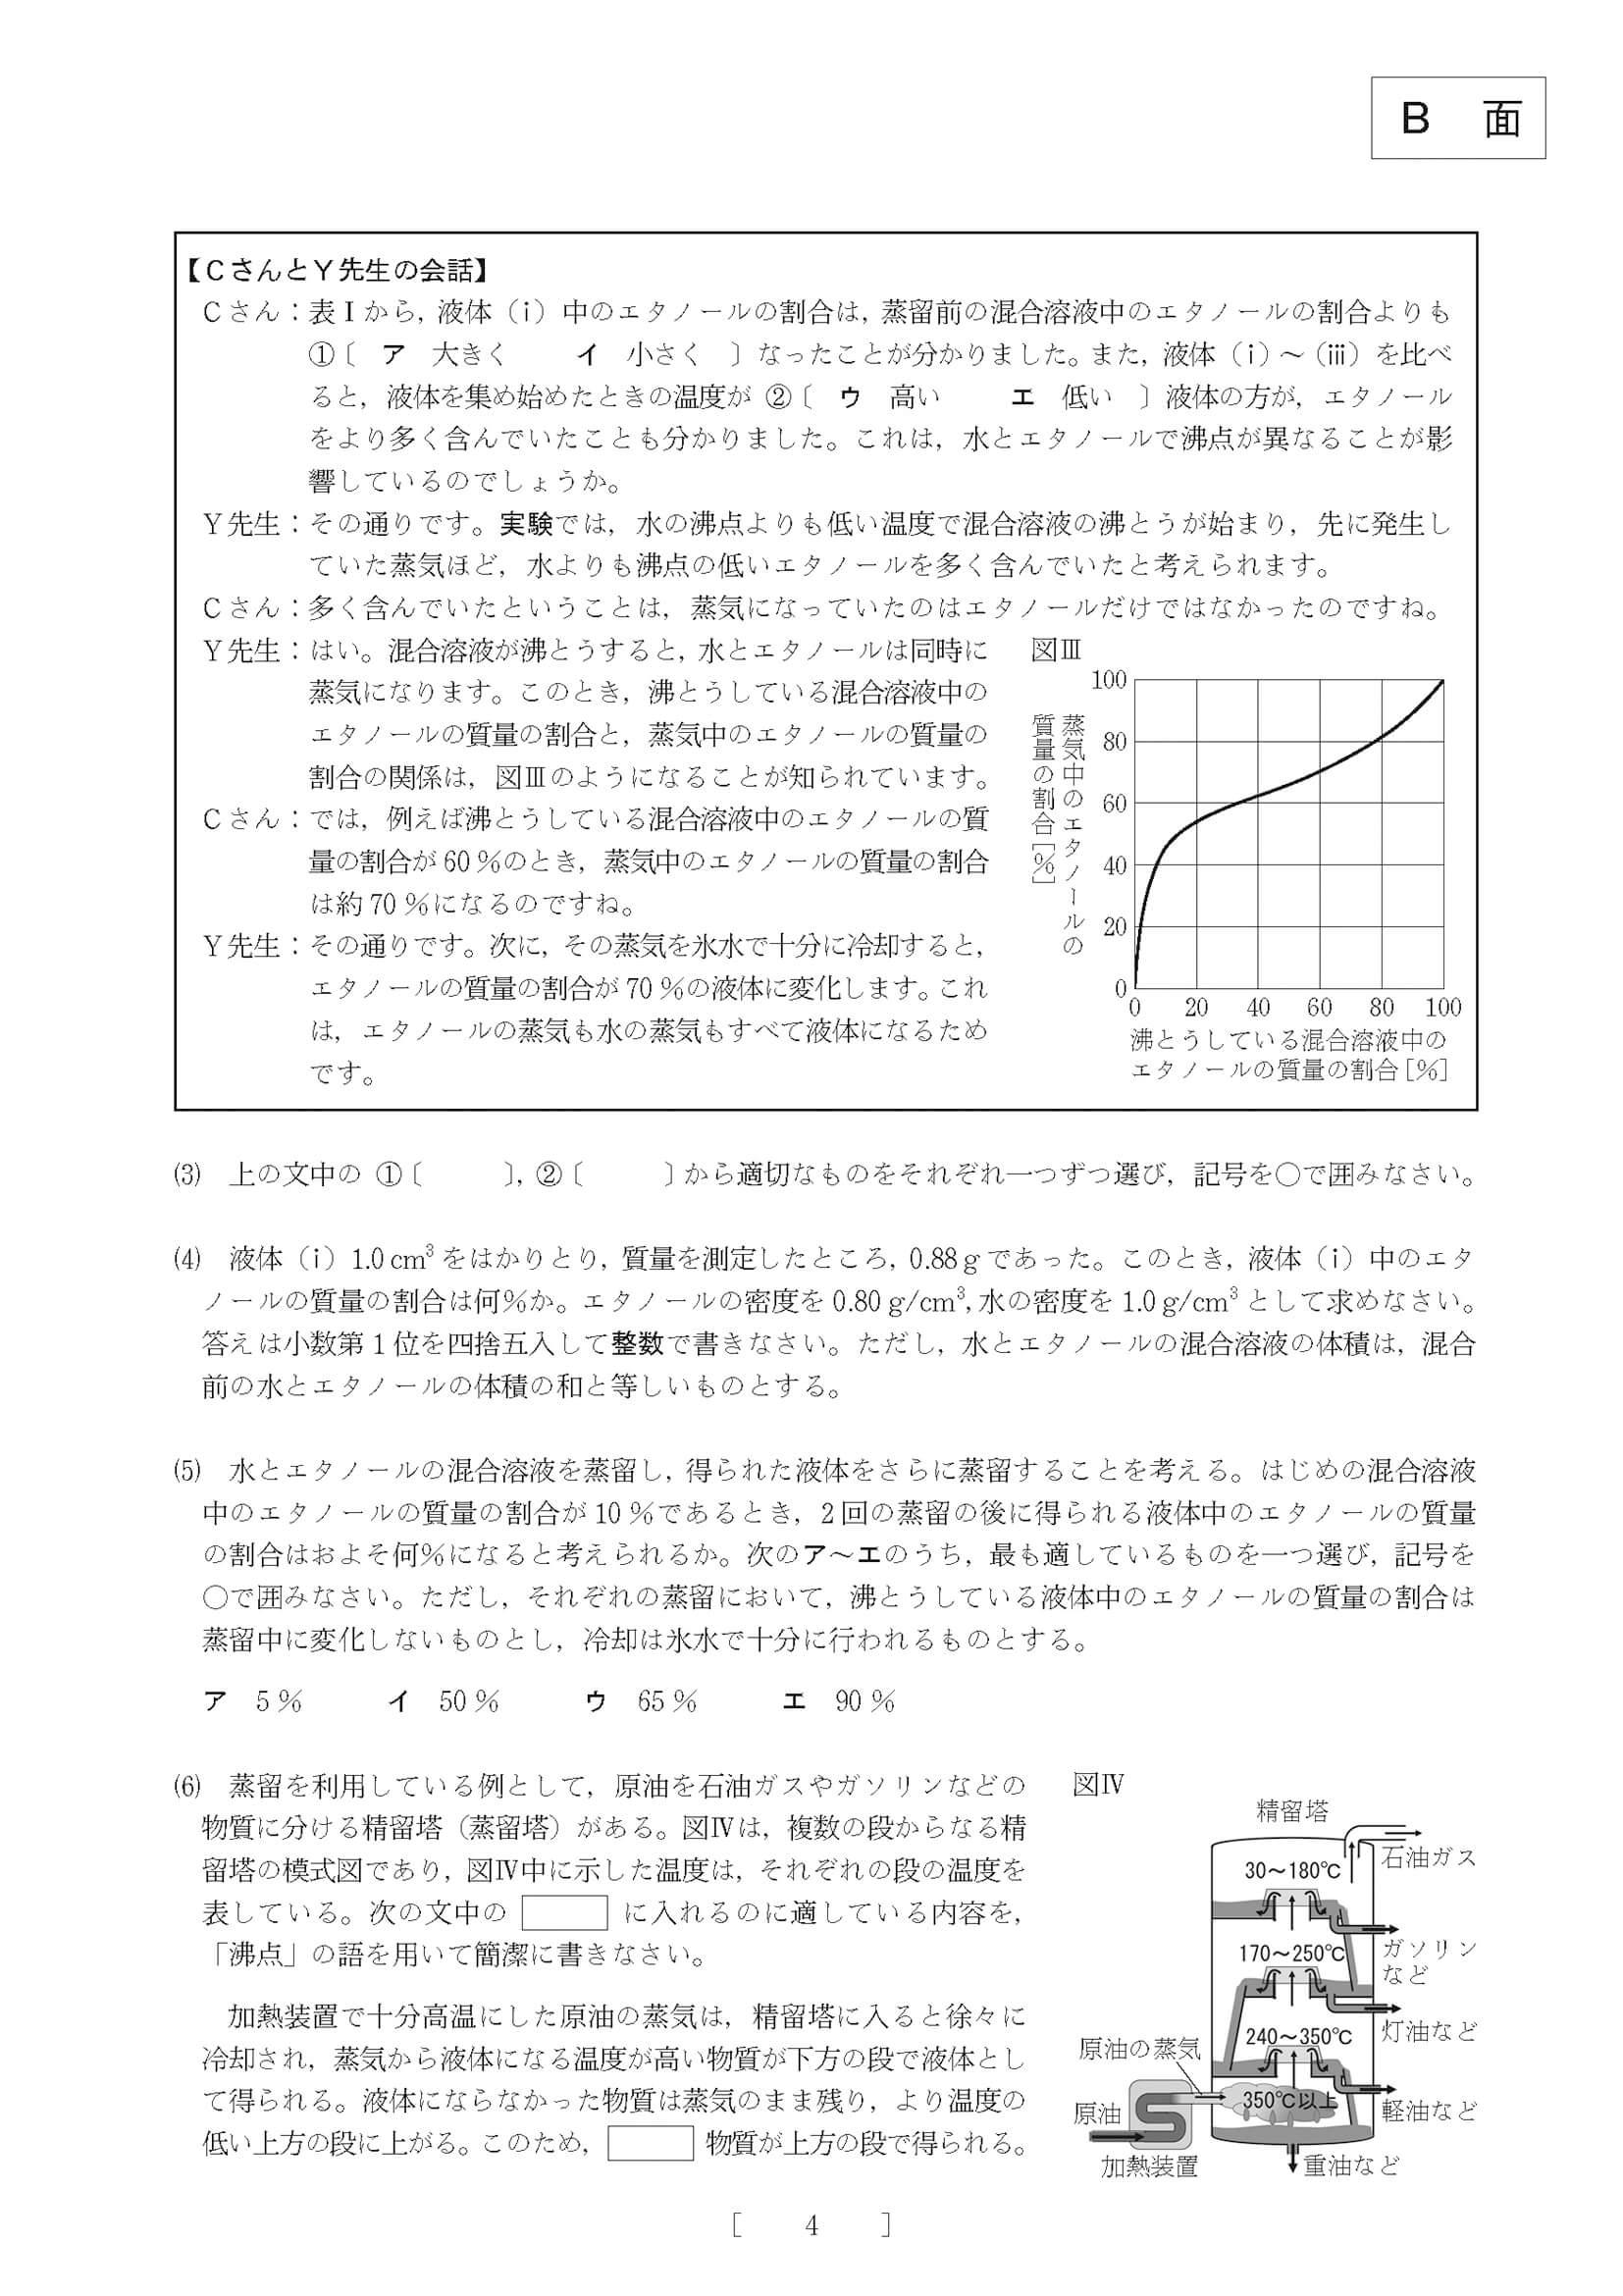 B 面
【CさんとY先生の会話】
Cさん：表Ⅰから，液体（ⅰ）中のエタノールの割合は，蒸留前の混合溶液中のエタノールの割合よりも
①〔 ア 大きく イ 小さく 〕なったことが分かりました。また，液体（ⅰ）～（ⅲ）を比べ
ると，液体を集め始めたときの温度が ②〔 ウ 高い エ 低い 〕液体の方が，エタノール
をより多く含んでいたことも分かりました。これは，水とエタノールで沸点が異なることが影
響しているのでしょうか。
Y先生：その通りです。実験では，水の沸点よりも低い温度で混合溶液の沸とうが始まり，先に発生し
ていた蒸気ほど，水よりも沸点の低いエタノールを多く含んでいたと考えられます。
Cさん：多く含んでいたということは，蒸気になっていたのはエタノールだけではなかったのですね。
Y先生：はい。混合溶液が沸とうすると，水とエタノールは同時に
蒸気になります。このとき，沸とうしている混合溶液中の
エタノールの質量の割合と，蒸気中のエタノールの質量の
割合の関係は，図Ⅲのようになることが知られています。
Cさん：では，例えば沸とうしている混合溶液中のエタノールの質
量の割合が60％のとき，蒸気中のエタノールの質量の割合
は約70％になるのですね。
Y先生：その通りです。次に，その蒸気を氷水で十分に冷却すると，
エタノールの質量の割合が70％の液体に変化します。これ
は，エタノールの蒸気も水の蒸気もすべて液体になるため
です。
図Ⅲ
蒸気中のエタノールの
質量の割合［％］
100
80
60
40
20
0
0 20 40 60 80 100
沸とうしている混合溶液中の
エタノールの質量の割合［％］
(3) 上の文中の ①〔 〕，②〔 〕から適切なものをそれぞれ一つずつ選び，記号を○で囲みなさい。
(4) 液体（ⅰ）1.0 cm³をはかりとり，質量を測定したところ，0.88 gであった。このとき，液体（ⅰ）中のエタ
ノールの質量の割合は何％か。エタノールの密度を0.80 g/cm³，水の密度を1.0 g/cm³として求めなさい。
答えは小数第1位を四捨五入して整数で書きなさい。ただし，水とエタノールの混合溶液の体積は，混合
前の水とエタノールの体積の和と等しいものとする。
(5) 水とエタノールの混合溶液を蒸留し，得られた液体をさらに蒸留することを考える。はじめの混合溶液
中のエタノールの質量の割合が10％であるとき，2回の蒸留の後に得られる液体中のエタノールの質量
の割合はおよそ何％になると考えられるか。次のア～エのうち，最も適しているものを一つ選び，記号を
○で囲みなさい。ただし，それぞれの蒸留において，沸とうしている液体中のエタノールの質量の割合は
蒸留中に変化しないものとし，冷却は氷水で十分に行われるものとする。
ア 5％ イ 50％ ウ 65％ エ 90％
(6) 蒸留を利用している例として，原油を石油ガスやガソリンなどの
物質に分ける精留塔（蒸留塔）がある。図Ⅳは，複数の段からなる精
留塔の模式図であり，図Ⅳ中に示した温度は，それぞれの段の温度を
表している。次の文中の に入れるのに適している内容を，
「沸点」の語を用いて簡潔に書きなさい。
加熱装置で十分高温にした原油の蒸気は，精留塔に入ると徐々に
冷却され，蒸気から液体になる温度が高い物質が下方の段で液体とし
て得られる。液体にならなかった物質は蒸気のまま残り，より温度の
低い上方の段に上がる。このため， 物質が上方の段で得られる。
図Ⅳ
精留塔
石油ガス
30～180℃
ガソリン
など
170～250℃
灯油など
240～350℃
原油の蒸気
350℃以上
軽油など
原油
加熱装置
重油など
［ 4 ］